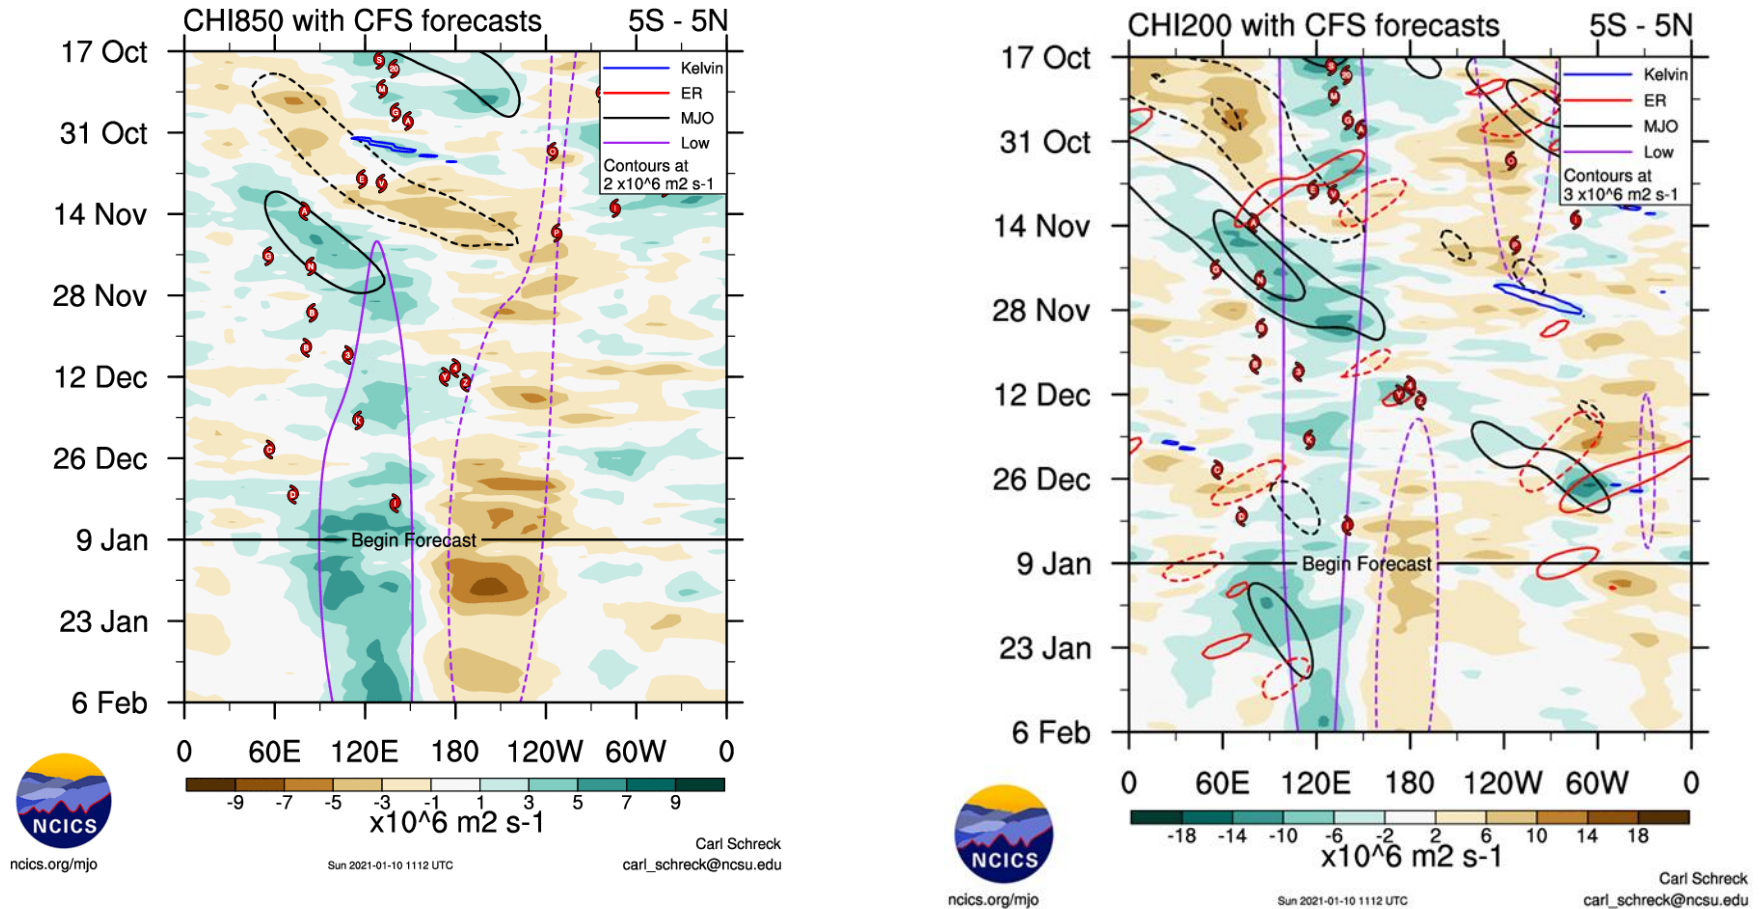 CHI850 with CFS forecasts 5S - 5N
17 Oct
31 Oct
14 Nov
28 Nov
12 Dec
26 Dec
9 Jan
23 Jan
6 Feb
Kelvin
ER
MJO
Low
Contours at
2 x10^6 m2 s-1
Begin Forecast
0 60E 120E 180 120W 60W 0
-9 -7 -5 -3 -1 1 3 5 7 9
x10^6 m2 s-1
NCICS
ncics.org/mjo
Sun 2021-01-10 1112 UTC
Carl Schreck
carl_schreck@ncsu.edu
CHI200 with CFS forecasts 5S - 5N
17 Oct
31 Oct
14 Nov
28 Nov
12 Dec
26 Dec
9 Jan
23 Jan
6 Feb
Kelvin
ER
MJO
Low
Contours at
3 x10^6 m2 s-1
Begin Forecast
0 60E 120E 180 120W 60W 0
-18 -14 -10 -6 -2 2 6 10 14 18
x10^6 m2 s-1
NCICS
ncics.org/mjo
Sun 2021-01-10 1112 UTC
Carl Schreck
carl_schreck@ncsu.edu